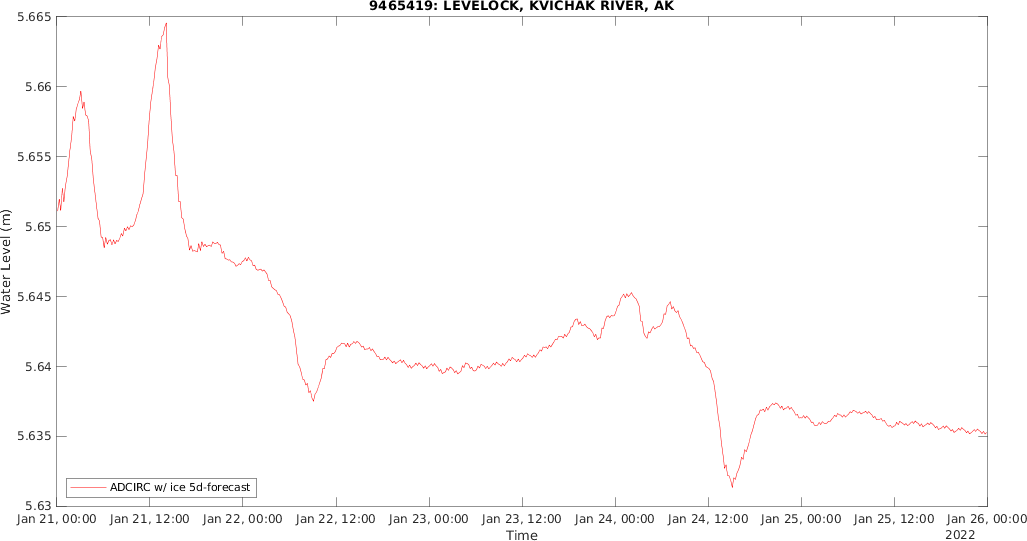 9465419: LEVELOCK, KVICHAK RIVER, AK
5.665
5.66
5.655
5.65
5.645
5.64
5.635
5.63
Water Level (m)
ADCIRC w/ ice 5d-forecast
Jan 21, 00:00 Jan 21, 12:00 Jan 22, 00:00 Jan 22, 12:00 Jan 23, 00:00 Jan 23, 12:00 Jan 24, 00:00 Jan 24, 12:00 Jan 25, 00:00 Jan 25, 12:00 Jan 26, 00:00
Time
2022